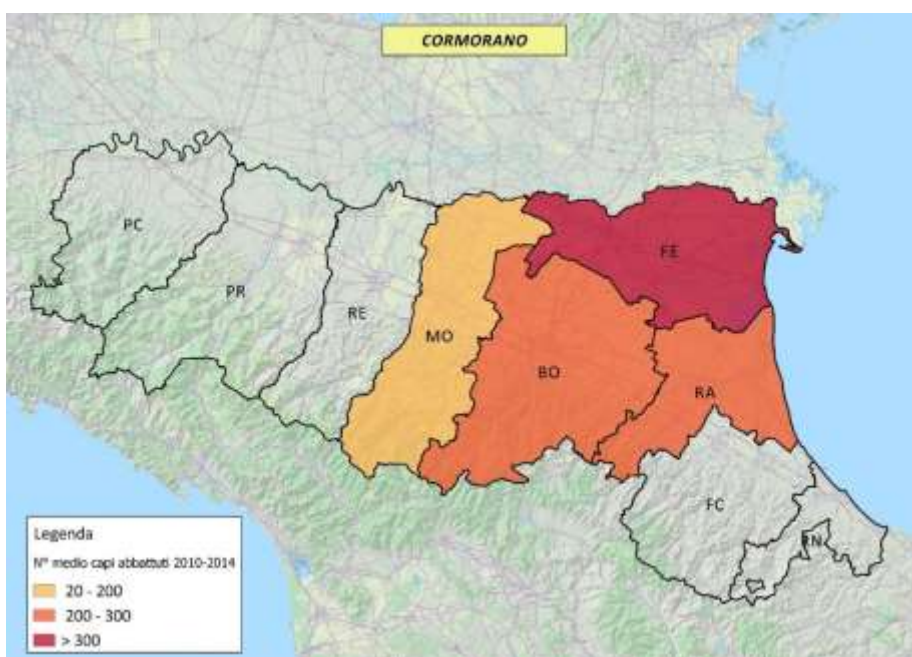 CORMORANO
PC
PR
RE
MO
BO
FE
RA
FC
RN
Legenda
N° medio capi abbattuti 2010-2014
20 - 200
200 - 300
> 300